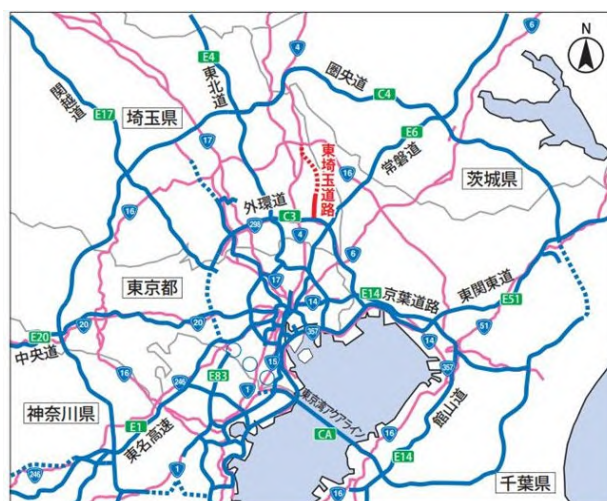 4
6
N
E4
東北道
圏央道
C4
関越道
E17
埼玉県
17
E6
常磐道
16
東埼玉道路
茨城県
16
外環道
C3
298
4
6
東京都
17
14
E14
京葉道路
東関東道
E51
E20
20
20
中央道
357
14
51
15
16
246
E83
1
357
東京湾アクアライン
神奈川県
E1
東名高速
CA
16
館山道
E14
246
1
16
千葉県